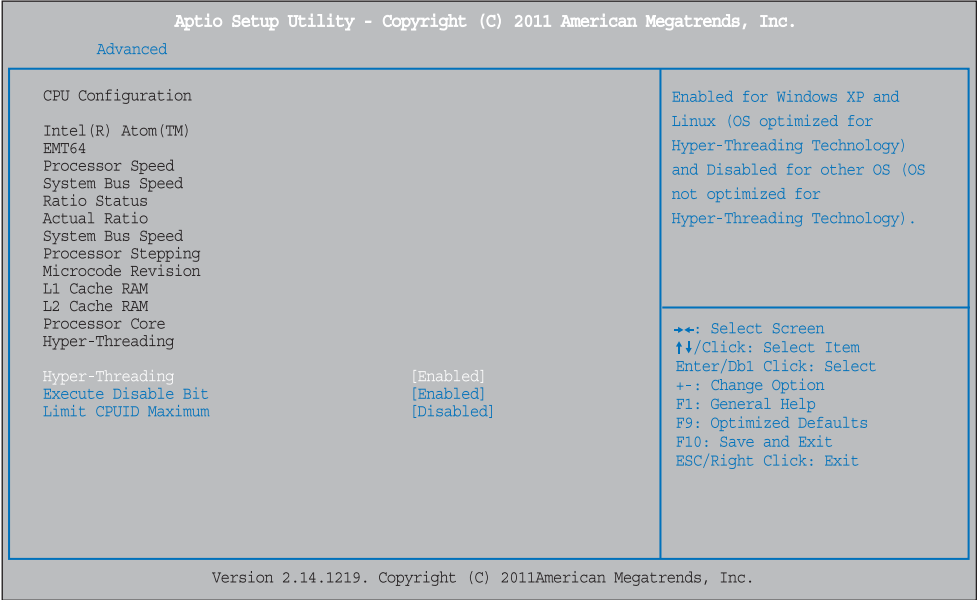 Aptio Setup Utility - Copyright (C) 2011 American Megatrends, Inc.
Advanced
CPU Configuration
Intel(R) Atom(TM)
EMT64
Processor Speed
System Bus Speed
Ratio Status
Actual Ratio
System Bus Speed
Processor Stepping
Microcode Revision
L1 Cache RAM
L2 Cache RAM
Processor Core
Hyper-Threading
Hyper-Threading [Enabled]
Execute Disable Bit [Enabled]
Limit CPUID Maximum [Disabled]
Enabled for Windows XP and
Linux (OS optimized for
Hyper-Threading Technology)
and Disabled for other OS (OS
not optimized for
Hyper-Threading Technology).
→←: Select Screen
↑↓/Click: Select Item
Enter/Db1 Click: Select
+-: Change Option
F1: General Help
F9: Optimized Defaults
F10: Save and Exit
ESC/Right Click: Exit
Version 2.14.1219. Copyright (C) 2011American Megatrends, Inc.